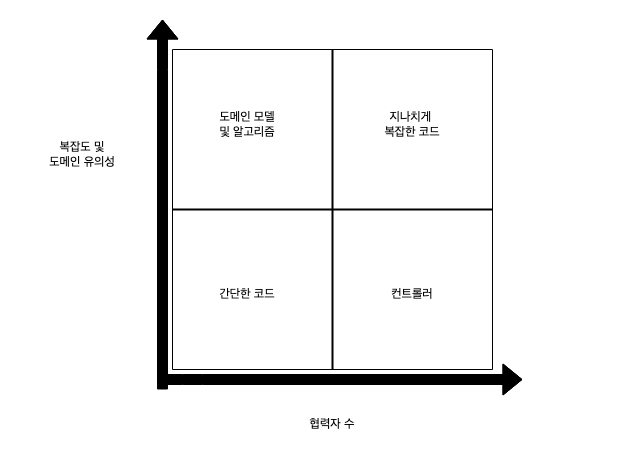 도메인 모델
및 알고리즘
지나치게
복잡한 코드
복잡도 및
도메인 유의성
간단한 코드
컨트롤러
협력자 수